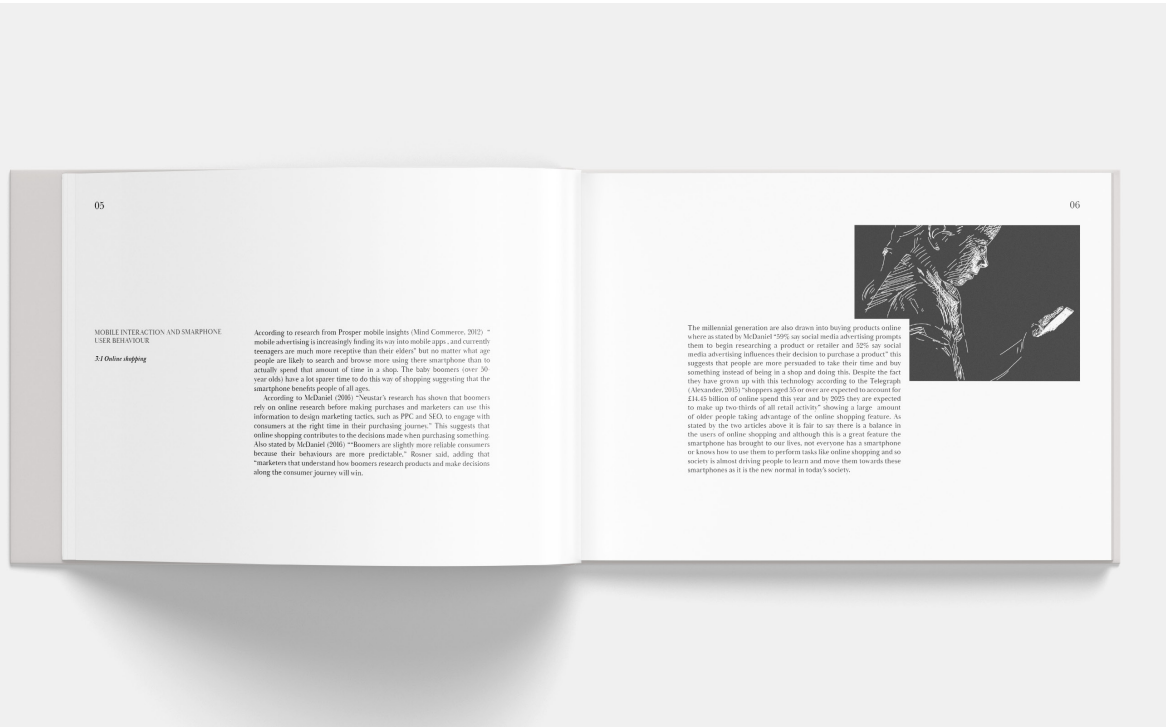 05
MOBILE INTERACTION AND SMARPHONE
USER BEHAVIOUR
3:1 Online shopping
According to research from Prosper mobile insights (Mind Commerce, 2012) "
mobile advertising is increasingly finding its way into mobile apps., and currently
teenagers are much more receptive than their elders" but no matter what age
people are likely to search and browse more using there smartphone than to
actually spend that amount of time in a shop. The baby boomers (over 50-
year olds) have a lot sparer time to do this way of shopping suggesting that the
smartphone benefits people of all ages.
According to McDaniel (2016) "Neustar's research has shown that boomers
rely on online research before making purchases and marketers can use this
information to design marketing tactics, such as PPC and SEO, to engage with
consumers at the right time in their purchasing journey." This suggests that
online shopping contributes to the decisions made when purchasing something.
Also stated by McDaniel (2016) ""Boomers are slightly more reliable consumers
because their behaviours are more predictable," Rosner said, adding that
"marketers that understand how boomers research products and make decisions
along the consumer journey will win.
06
The millennial generation are also drawn into buying products online
where as stated by McDaniel "59% say social media advertising prompts
them to begin researching a product or retailer and 52% say social
media advertising influences their decision to purchase a product" this
suggests that people are more persuaded to take their time and buy
something instead of being in a shop and doing this. Despite the fact
they have grown up with this technology according to the Telegraph
(Alexander, 2015) "shoppers aged 55 or over are expected to account for
£14.45 billion of online spend this year and by 2025 they are expected
to make up two thirds of all retail activity" showing a large amount
of older people taking advantage of the online shopping feature. As
stated by the two articles above it is fair to say there is a balance in
the users of online shopping and although this is a great feature the
smartphone has brought to our lives, not everyone has a smartphone
or knows how to use them to perform tasks like online shopping and so
society is almost driving people to learn and move them towards these
smartphones as it is the new normal in today's society.